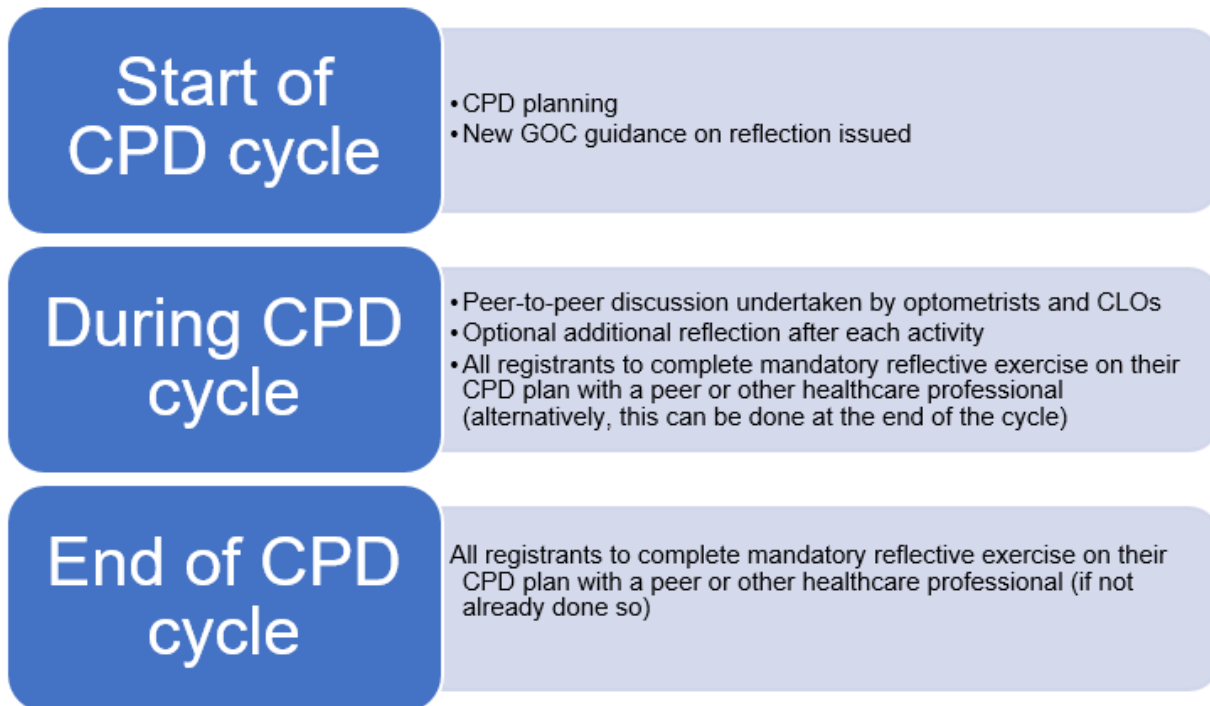 Start of
CPD cycle
• CPD planning
• New GOC guidance on reflection issued
During CPD
cycle
• Peer-to-peer discussion undertaken by optometrists and CLOs
• Optional additional reflection after each activity
• All registrants to complete mandatory reflective exercise on their
CPD plan with a peer or other healthcare professional
(alternatively, this can be done at the end of the cycle)
End of CPD
cycle
All registrants to complete mandatory reflective exercise on their
CPD plan with a peer or other healthcare professional (if not
already done so)